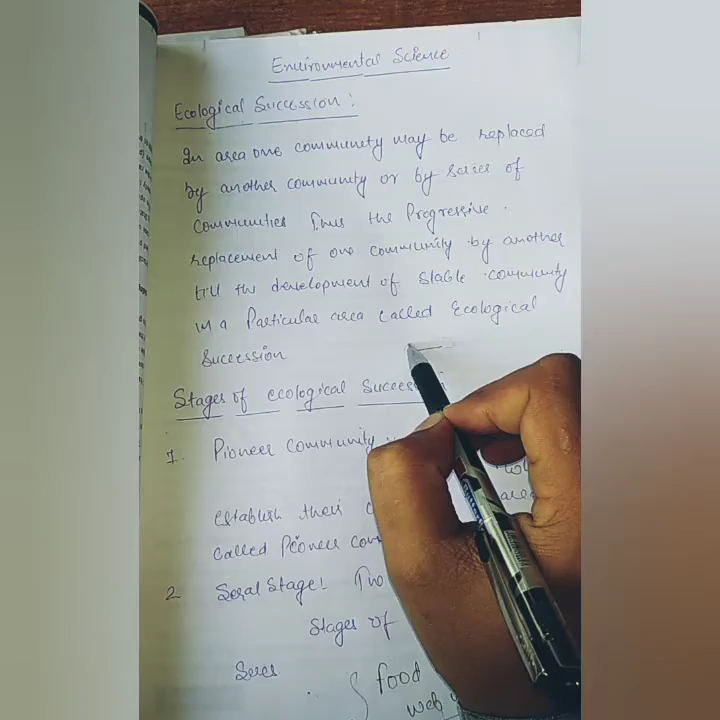 Environmental Science
Ecological Succession:
In area one community may be replaced
by another community or by series of
communities Thus the Progressive.
replacement of one community by another
till the development of stable community
in a Particular area called Ecological
Succession
Stages of ecological Success
1. Pioneer Community
establish their
area
called Pioneer com
2 Seral Stage! The
Stages of
Seres
food
web